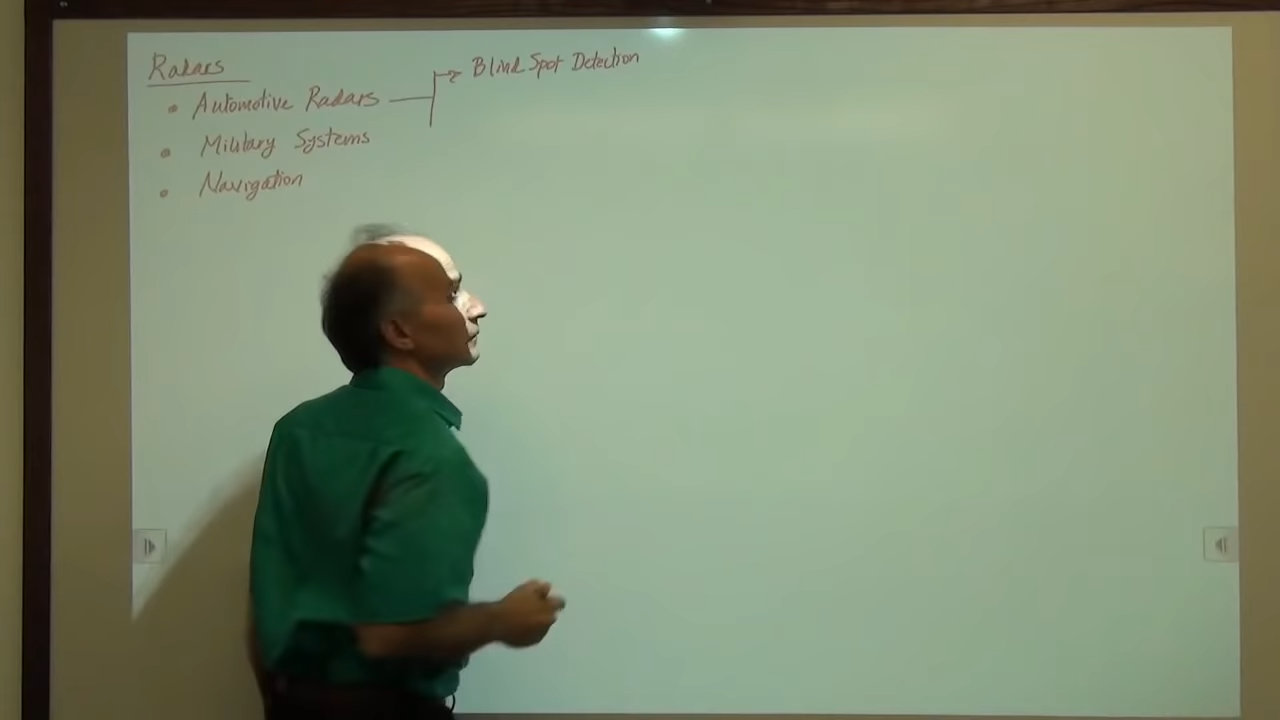 Radars
• Automotive Radars → Blind Spot Detection
• Military Systems
• Navigation